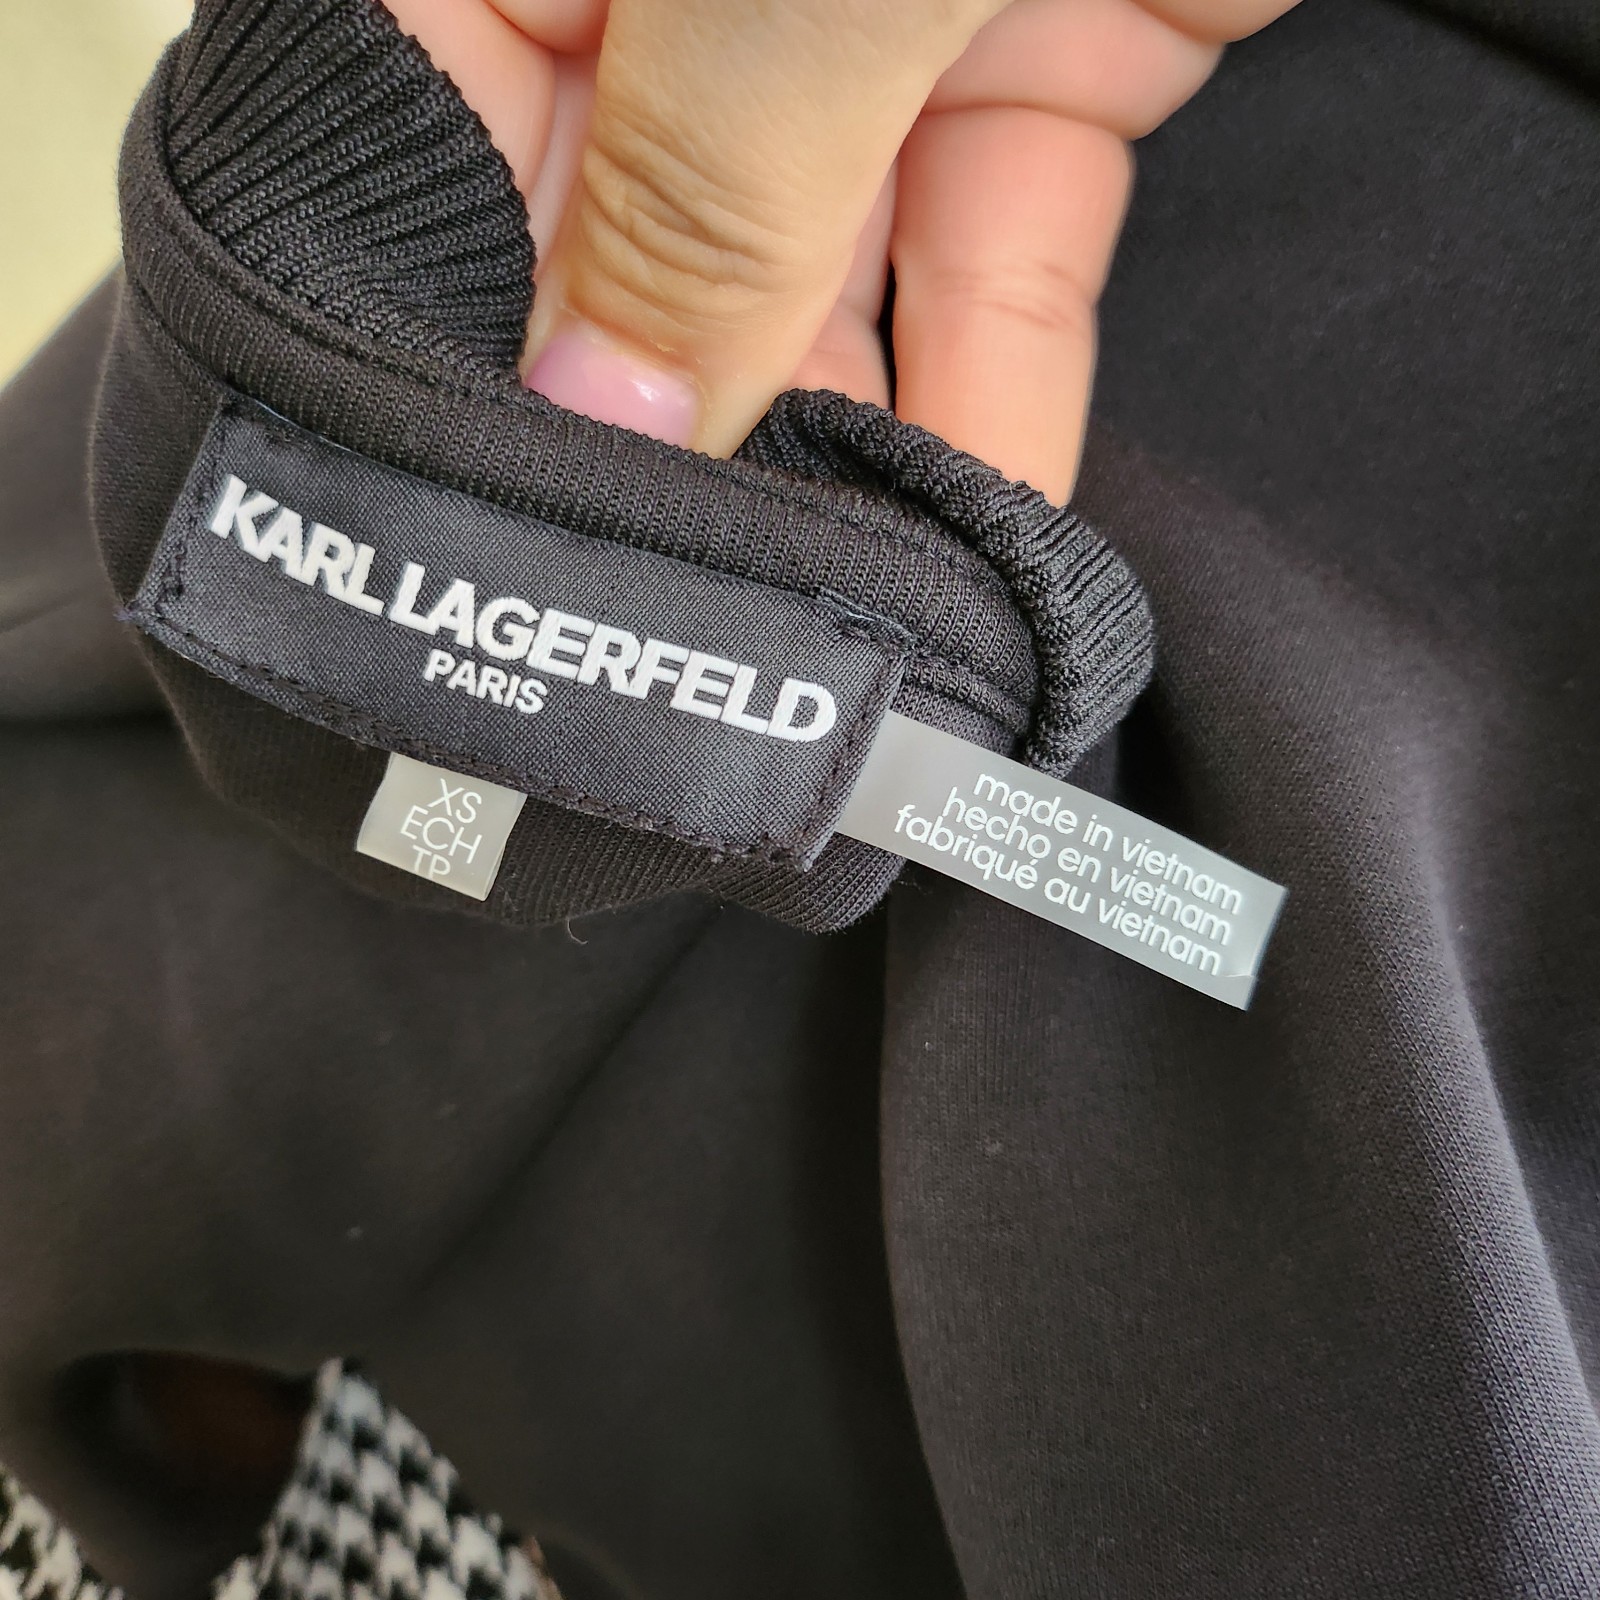 KARL LAGERFELD
PARIS
XS
ECH
TP
made in vietnam
hecho en vietnam
fabriqué au vietnam